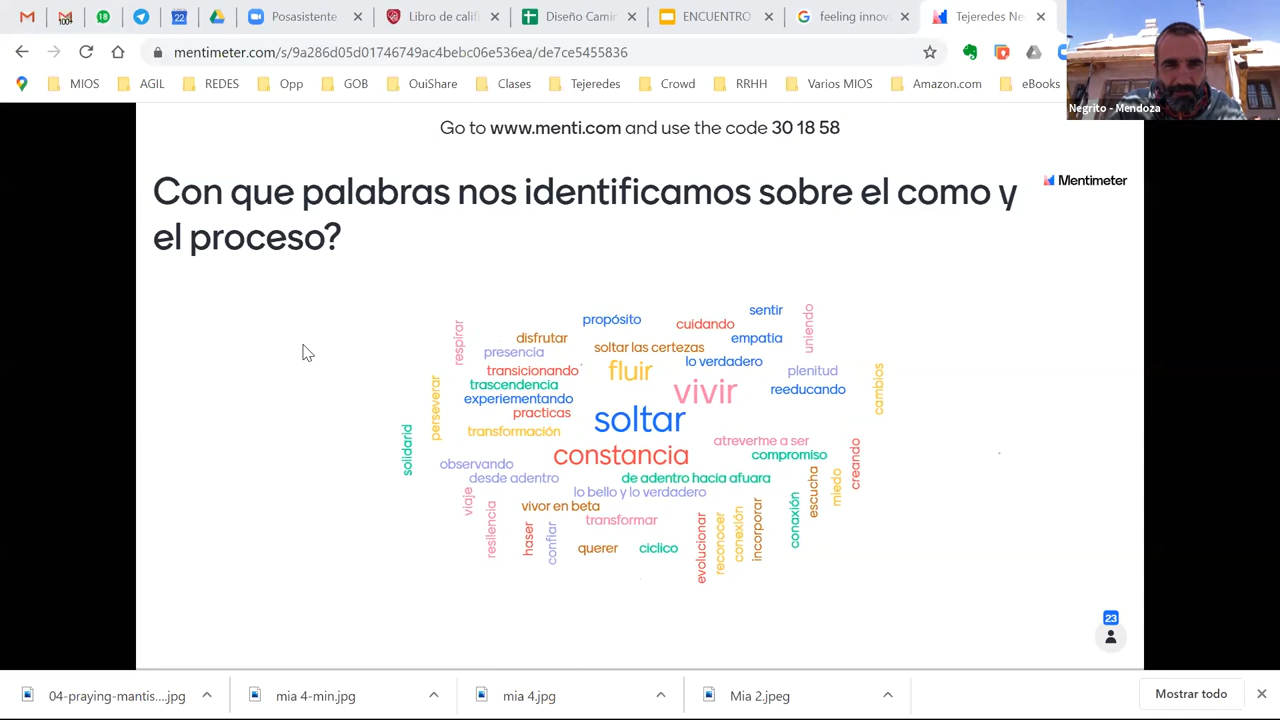 Posasistente
Libro de calif
Diseño Camir
ENCUENTRO
feeling innov
Tejeredes Ne
mentimeter.com/s/9a286d05d01746749ac4bebc06e535ea/de7ce5455836
MIOS
AGIL
REDES
Opp
GOB
OuiShare
Clases
Tejeredes
Crowd
RRHH
Varios MIOS
Amazon.com
eBooks
Negrito - Mendoza
Go to www.menti.com and use the code 30 18 58
Con que palabras nos identificamos sobre el como y
el proceso?
Mentimeter
sentir
propósito
cuidando
uniendo
respirar
disfrutar
soltar las certezas
empatia
presencia
lo verdadero
transicionando
fluir
plenitud
cambios
trascendencia
vivir
reeducando
perseverar
experiementando
practicas
soltar
solidarid
transformación
constancia
atreverme a ser
compromiso
creando
observando
desde adentro
de adentro hacia afuara
escucha
miedo
viaje
lo bello y lo verdadero
conaxión
resilencia
vivor en beta
transformar
haser
confiar
querer
ciclico
evolucionar
reconocer
conexión
incorporar
23
04-praying-mantis....jpg
mia 4-min.jpg
mia 4.jpg
Mia 2.jpeg
Mostrar todo